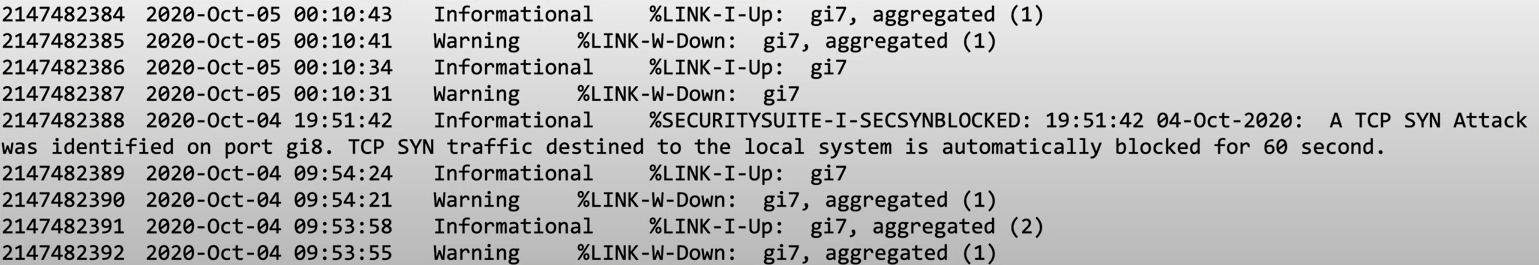 2147482384 2020-Oct-05 00:10:43 Informational %LINK-I-Up: gi7, aggregated (1)
2147482385 2020-Oct-05 00:10:41 Warning %LINK-W-Down: gi7, aggregated (1)
2147482386 2020-Oct-05 00:10:34 Informational %LINK-I-Up: gi7
2147482387 2020-Oct-05 00:10:31 Warning %LINK-W-Down: gi7
2147482388 2020-Oct-04 19:51:42 Informational %SECURITYSUITE-I-SECSYNBLOCKED: 19:51:42 04-Oct-2020: A TCP SYN Attack
was identified on port gi8. TCP SYN traffic destined to the local system is automatically blocked for 60 second.
2147482389 2020-Oct-04 09:54:24 Informational %LINK-I-Up: gi7
2147482390 2020-Oct-04 09:54:21 Warning %LINK-W-Down: gi7, aggregated (1)
2147482391 2020-Oct-04 09:53:58 Informational %LINK-I-Up: gi7, aggregated (2)
2147482392 2020-Oct-04 09:53:55 Warning %LINK-W-Down: gi7, aggregated (1)